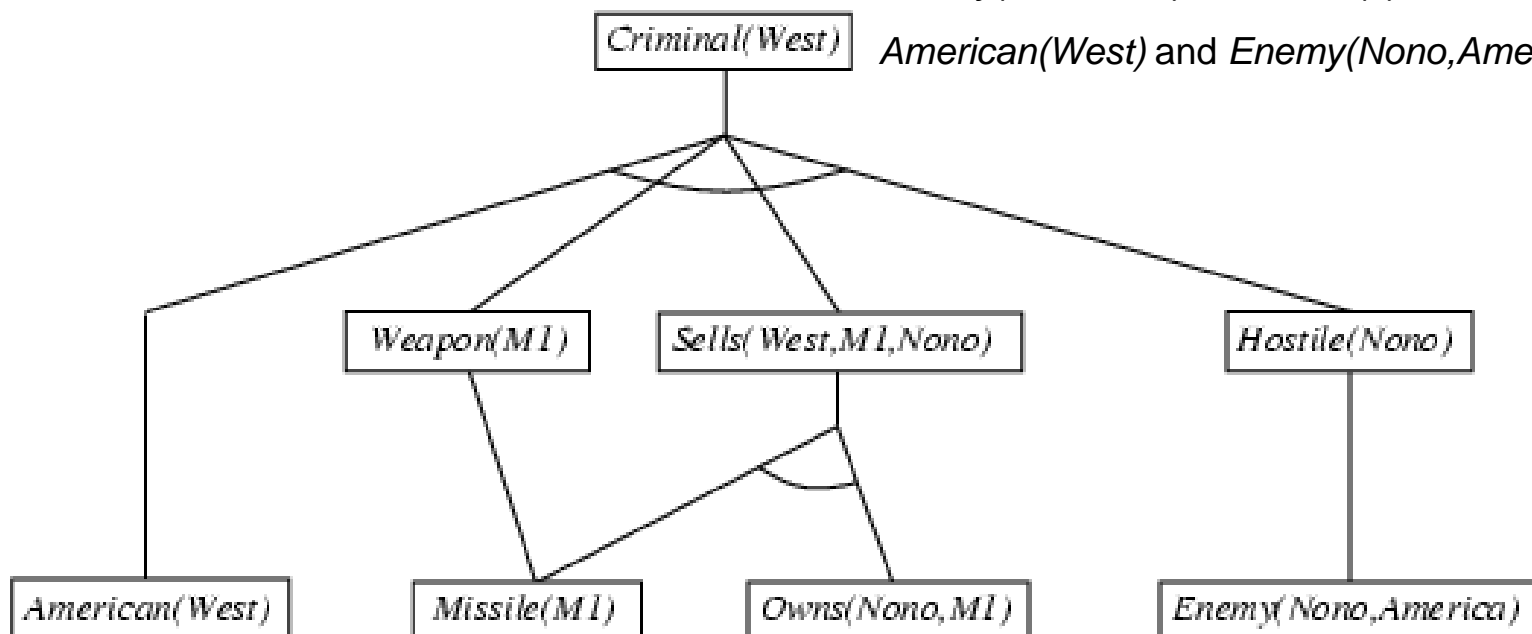 Criminal(West)
American(West) and Enemy(Nono,Ame
Weapon(M1)
Sells(West,M1,Nono)
Hostile(Nono)
American(West)
Missile(M1)
Owns(Nono,M1)
Enemy(Nono,America)